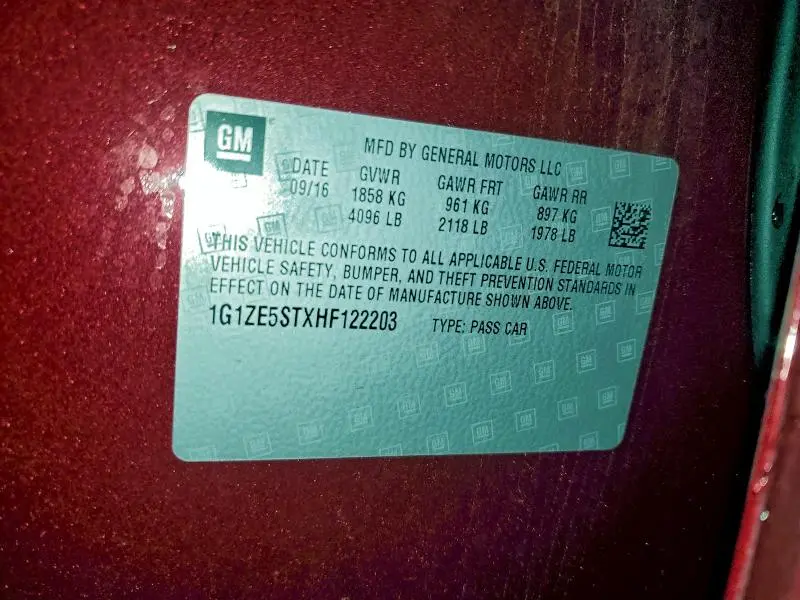 GM
MFD BY GENERAL MOTORS LLC
DATE GVWR GAWR FRT GAWR RR
09/16 1858 KG 961 KG 897 KG
4096 LB 2118 LB 1978 LB
THIS VEHICLE CONFORMS TO ALL APPLICABLE U.S. FEDERAL MOTOR
VEHICLE SAFETY, BUMPER, AND THEFT PREVENTION STANDARDS IN
EFFECT ON THE DATE OF MANUFACTURE SHOWN ABOVE.
1G1ZE5STXHF122203 TYPE: PASS CAR